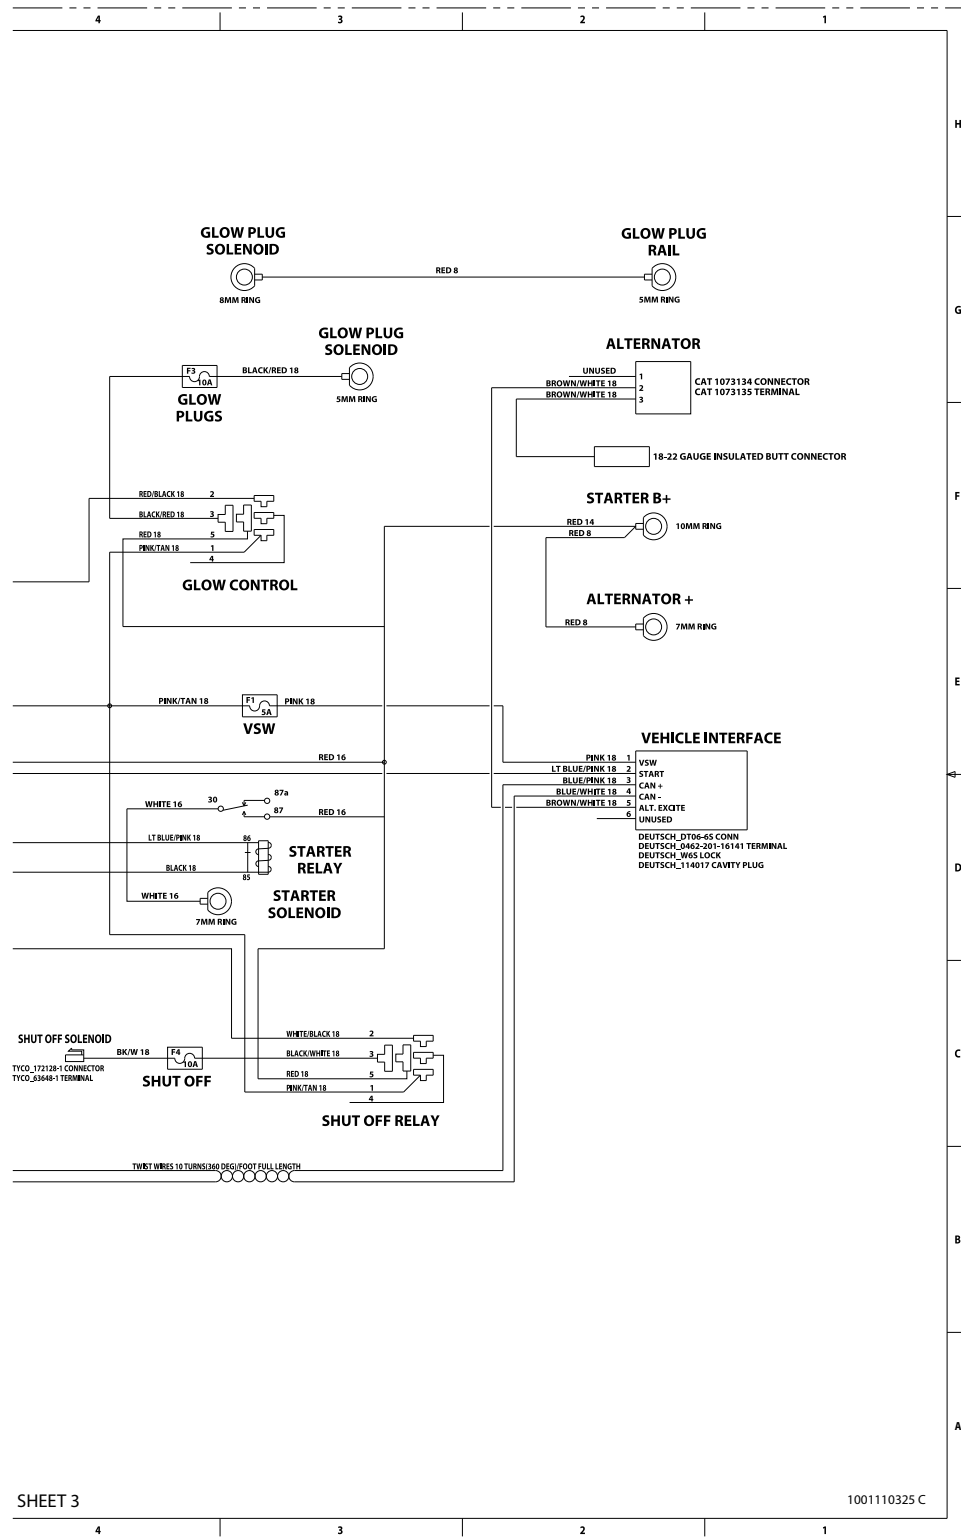 4 3 2 1
H
GLOW PLUG
SOLENOID
8MM RING
RED 8
GLOW PLUG
RAIL
5MM RING
G
GLOW PLUG
SOLENOID
5MM RING
F3
10A
BLACK/RED 18
GLOW
PLUGS
ALTERNATOR
UNUSED 1
BROWN/WHITE 18 2
BROWN/WHITE 18 3
CAT 1073134 CONNECTOR
CAT 1073135 TERMINAL
18-22 GAUGE INSULATED BUTT CONNECTOR
F
RED/BLACK 18 2
BLACK/RED 18 3
RED 18 5
PINK/TAN 18 1
4
GLOW CONTROL
STARTER B+
RED 14
RED 8
10MM RING
ALTERNATOR +
RED 8
7MM RING
E
PINK/TAN 18
F1
5A
PINK 18
VSW
RED 16
VEHICLE INTERFACE
PINK 18 1 VSW
LT BLUE/PINK 18 2 START
BLUE/PINK 18 3 CAN +
BLUE/WHITE 18 4 CAN –
BROWN/WHITE 18 5 ALT. EXCITE
6 UNUSED
DEUTSCH_DT06-6S CONN
DEUTSCH_0462-201-16141 TERMINAL
DEUTSCH_W6S LOCK
DEUTSCH_114017 CAVITY PLUG
WHITE 16
30
87a
87
RED 16
LT BLUE/PINK 18
86
BLACK 18
85
STARTER
RELAY
D
WHITE 16
7MM RING
STARTER
SOLENOID
SHUT OFF SOLENOID
TYCO_172128-1 CONNECTOR
TYCO_63648-1 TERMINAL
BK/W 18
F4
10A
SHUT OFF
WHITE/BLACK 18 2
BLACK/WHITE 18 3
RED 18 5
PINK/TAN 18 1
4
SHUT OFF RELAY
C
TWIST WIRES 10 TURNS(360 DEG)/FOOT FULL LENGTH
B
A
SHEET 3
1001110325 C
4 3 2 1